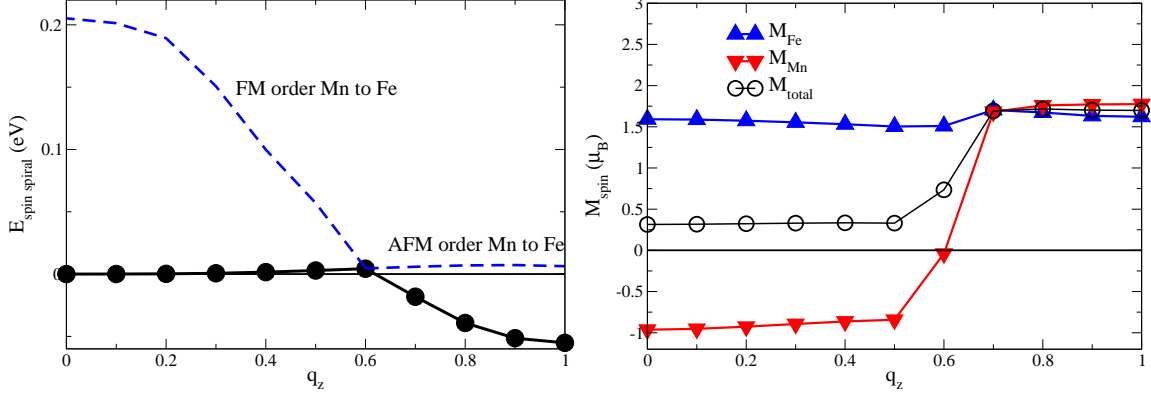 0.2
0.1
0
0
0.2
0.4
0.6
0.8
1
E_spin spiral (eV)
q_z
FM order Mn to Fe
AFM order Mn to Fe
3
2.5
2
1.5
1
0.5
0
-0.5
-1
0
0.2
0.4
0.6
0.8
1
M_spin (μ_B)
q_z
M_Fe
M_Mn
M_total